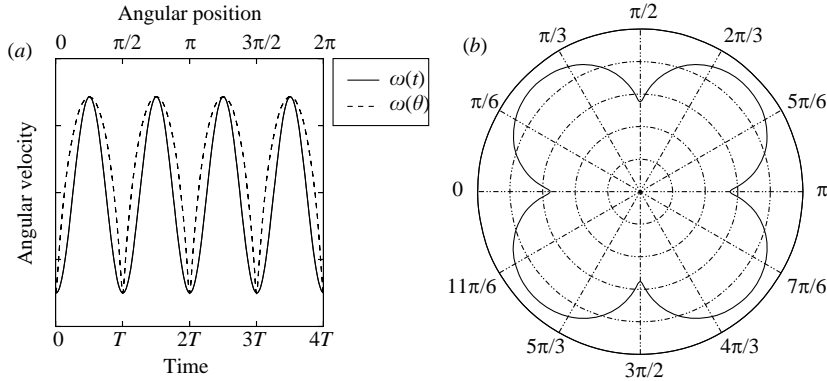 Angular position
(a)
0 π/2 π 3π/2 2π
ω(t)
ω(θ)
Angular velocity
0 T 2T 3T 4T
Time
(b)
π/2
π/3 2π/3
π/6 5π/6
0 π
11π/6 7π/6
5π/3 4π/3
3π/2